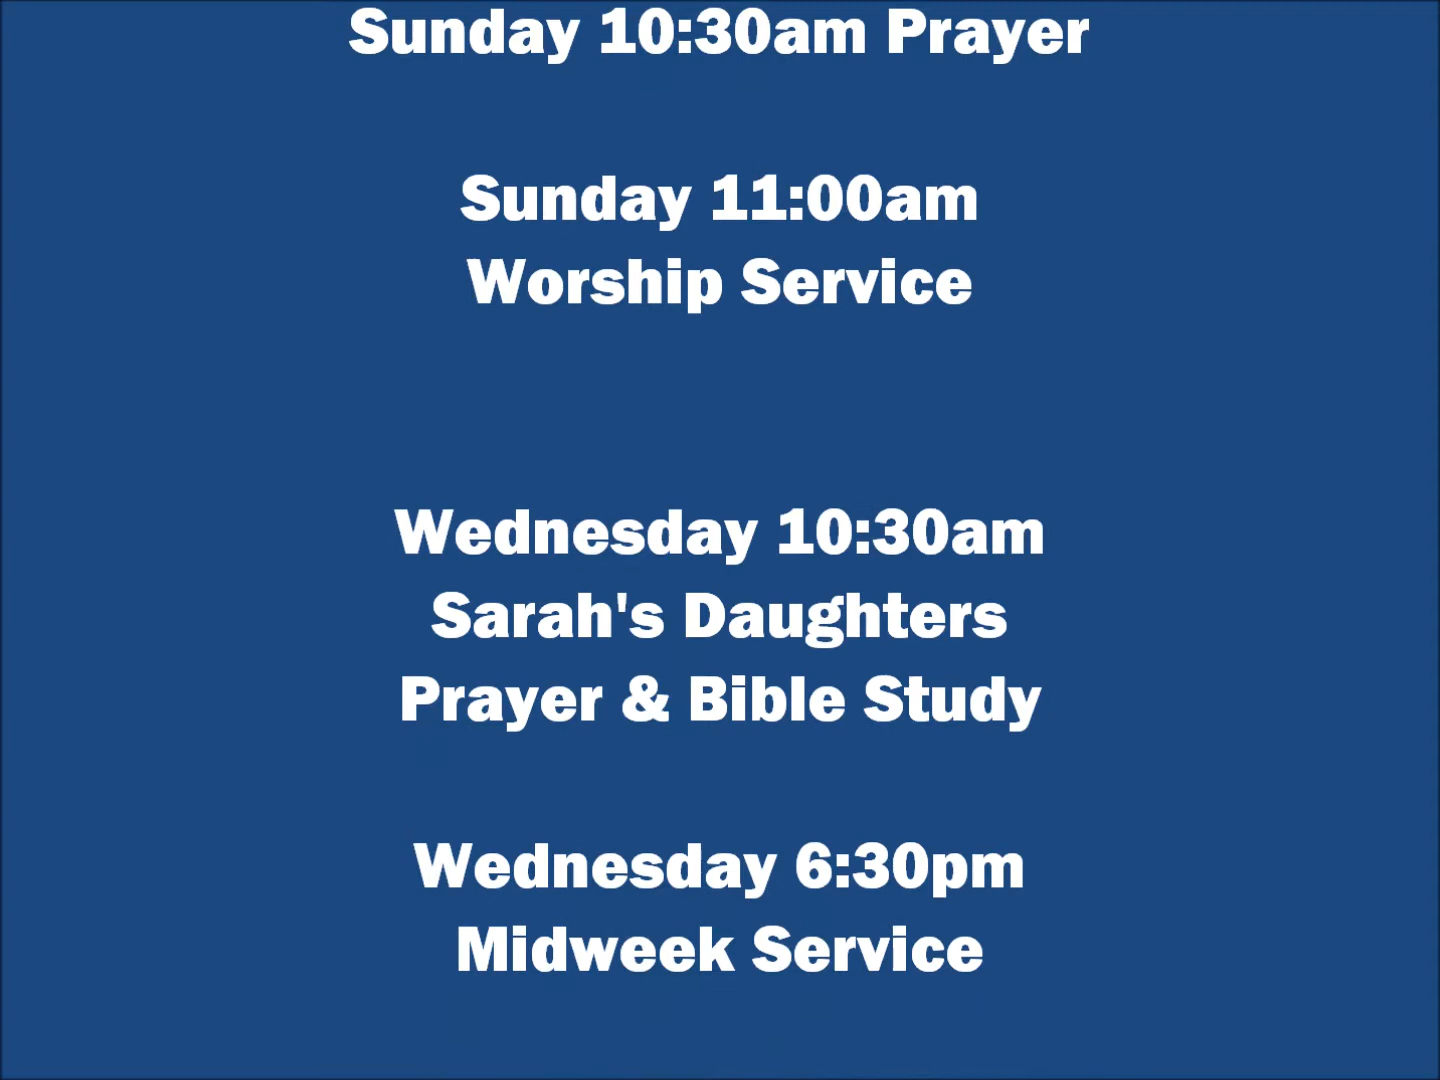 Sunday 10:30am Prayer
Sunday 11:00am
Worship Service
Wednesday 10:30am
Sarah's Daughters
Prayer & Bible Study
Wednesday 6:30pm
Midweek Service